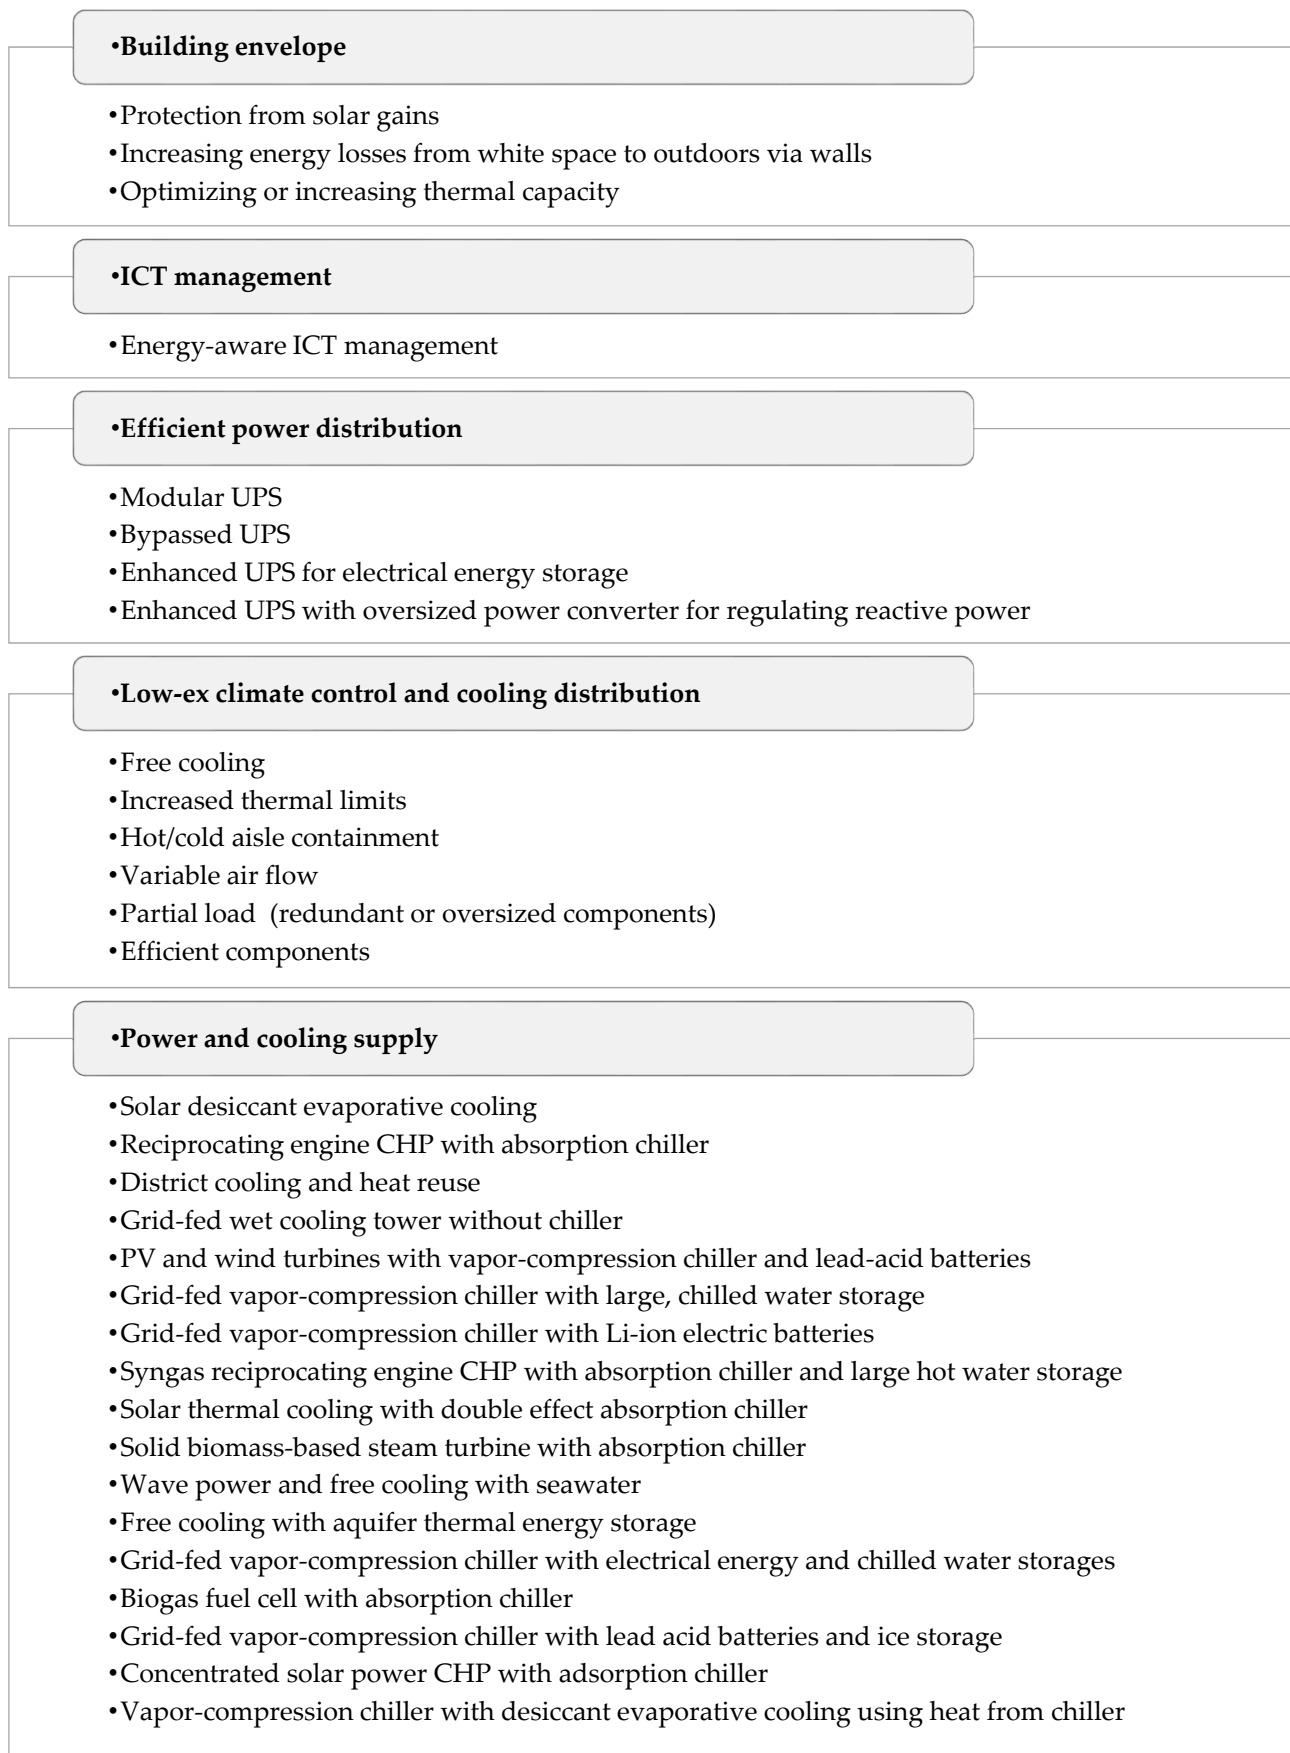 •Building envelope
•Protection from solar gains
•Increasing energy losses from white space to outdoors via walls
•Optimizing or increasing thermal capacity
•ICT management
•Energy-aware ICT management
•Efficient power distribution
•Modular UPS
•Bypassed UPS
•Enhanced UPS for electrical energy storage
•Enhanced UPS with oversized power converter for regulating reactive power
•Low-ex climate control and cooling distribution
•Free cooling
•Increased thermal limits
•Hot/cold aisle containment
•Variable air flow
•Partial load (redundant or oversized components)
•Efficient components
•Power and cooling supply
•Solar desiccant evaporative cooling
•Reciprocating engine CHP with absorption chiller
•District cooling and heat reuse
•Grid-fed wet cooling tower without chiller
•PV and wind turbines with vapor-compression chiller and lead-acid batteries
•Grid-fed vapor-compression chiller with large, chilled water storage
•Grid-fed vapor-compression chiller with Li-ion electric batteries
•Syngas reciprocating engine CHP with absorption chiller and large hot water storage
•Solar thermal cooling with double effect absorption chiller
•Solid biomass-based steam turbine with absorption chiller
•Wave power and free cooling with seawater
•Free cooling with aquifer thermal energy storage
•Grid-fed vapor-compression chiller with electrical energy and chilled water storages
•Biogas fuel cell with absorption chiller
•Grid-fed vapor-compression chiller with lead acid batteries and ice storage
•Concentrated solar power CHP with adsorption chiller
•Vapor-compression chiller with desiccant evaporative cooling using heat from chiller